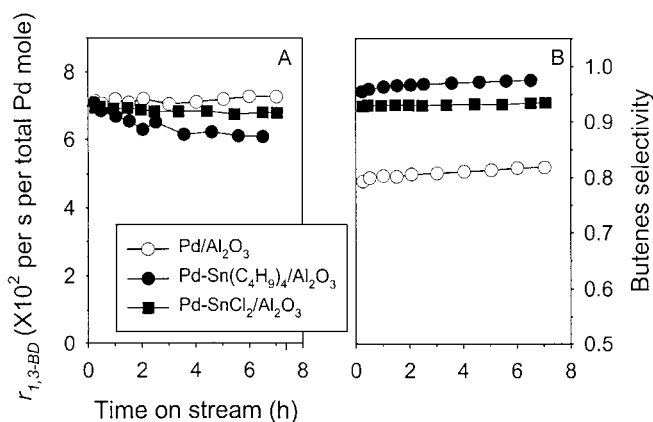 A
B
8
6
4
2
0
1.0
0.9
0.8
0.7
0.6
0.5
Pd/Al₂O₃
Pd-Sn(C₄H₉)₄/Al₂O₃
Pd-SnCl₂/Al₂O₃
0 2 4 6 8
0 2 4 6 8
Time on stream (h)
r₁,₃₋BD (X10² per s per total Pd mole)
Butenes selectivity